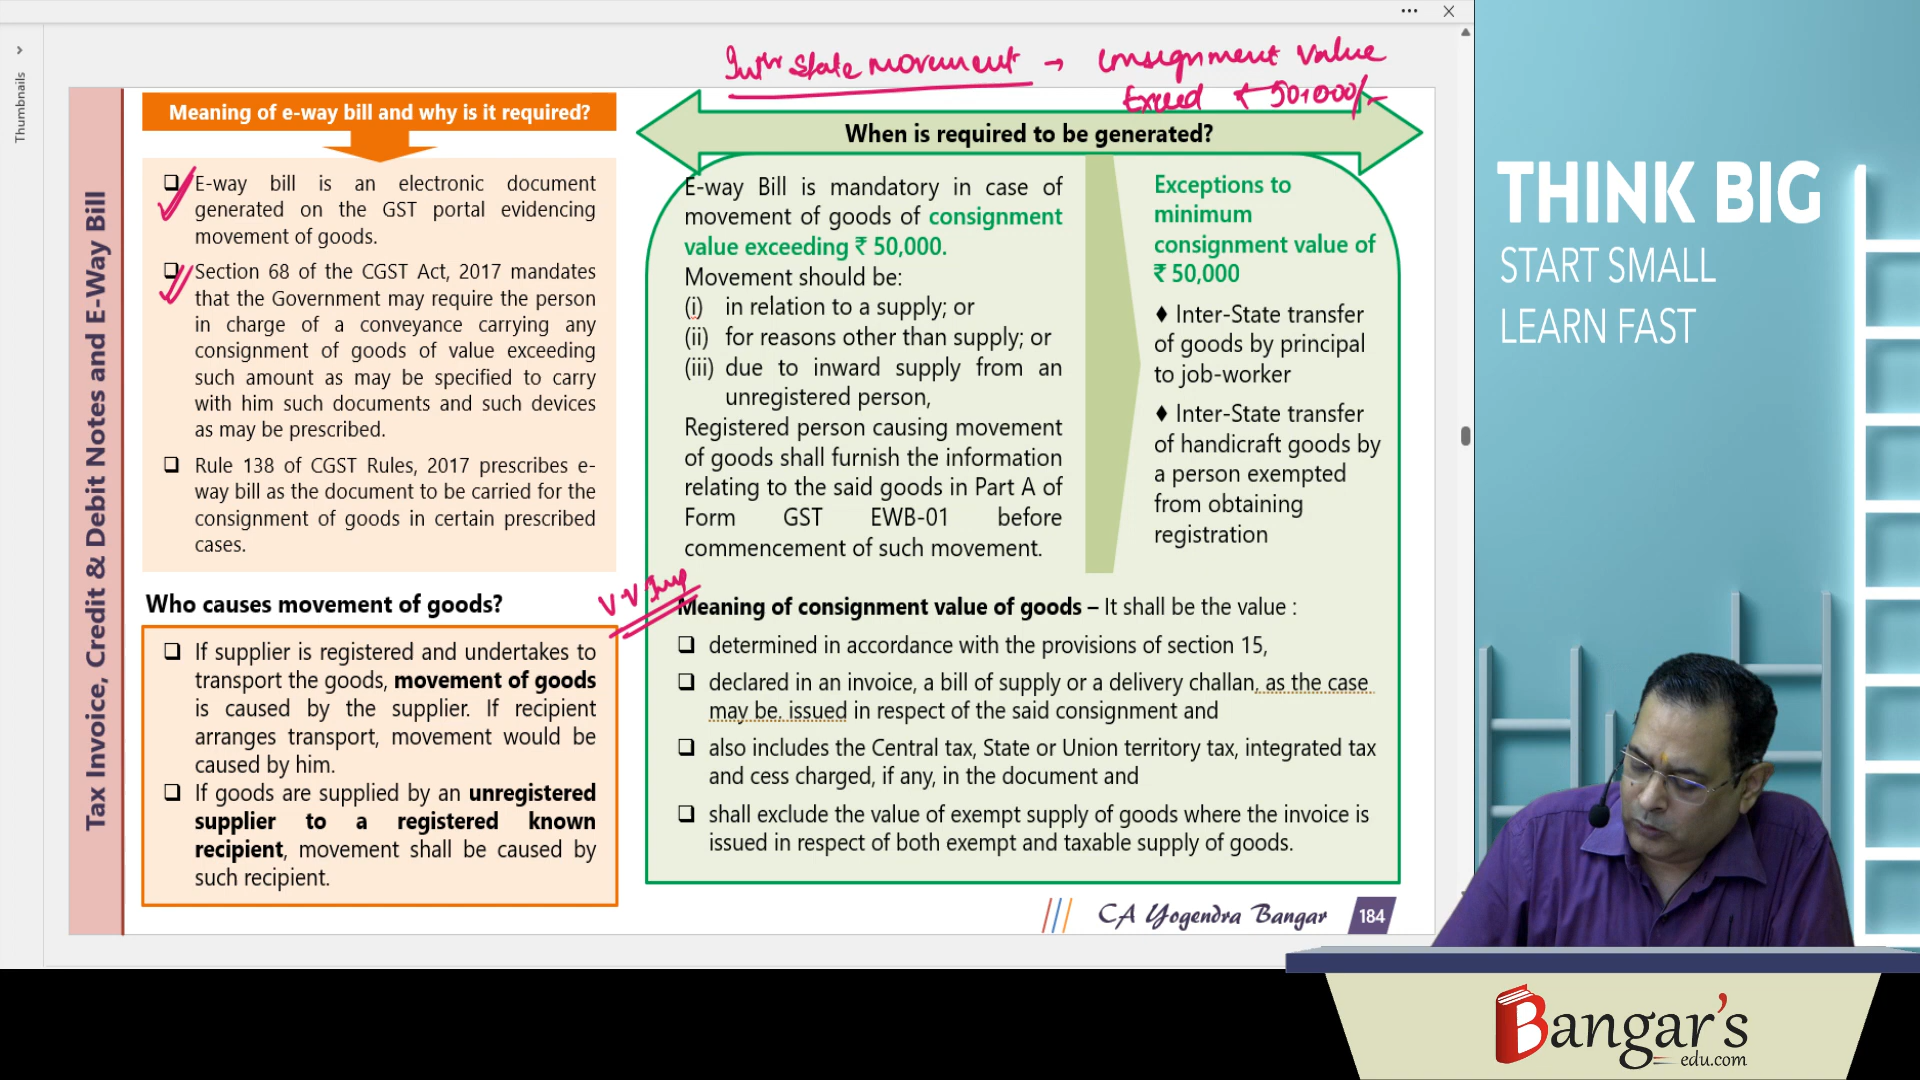 Thumbnails
Inter State movement → Consignment Value
Exceed ₹ 50,000/-
Tax Invoice, Credit & Debit Notes and E-Way Bill
Meaning of e-way bill and why is it required?
❑ E-way bill is an electronic document
generated on the GST portal evidencing
movement of goods.
❑ Section 68 of the CGST Act, 2017 mandates
that the Government may require the person
in charge of a conveyance carrying any
consignment of goods of value exceeding
such amount as may be specified to carry
with him such documents and such devices
as may be prescribed.
❑ Rule 138 of CGST Rules, 2017 prescribes e-
way bill as the document to be carried for the
consignment of goods in certain prescribed
cases.
Who causes movement of goods?
❑ If supplier is registered and undertakes to
transport the goods, movement of goods
is caused by the supplier. If recipient
arranges transport, movement would be
caused by him.
❑ If goods are supplied by an unregistered
supplier to a registered known
recipient, movement shall be caused by
such recipient.
When is required to be generated?
E-way Bill is mandatory in case of
movement of goods of consignment
value exceeding ₹ 50,000.
Movement should be:
(i) in relation to a supply; or
(ii) for reasons other than supply; or
(iii) due to inward supply from an
unregistered person,
Registered person causing movement
of goods shall furnish the information
relating to the said goods in Part A of
Form GST EWB-01 before
commencement of such movement.
Exceptions to
minimum
consignment value of
₹ 50,000
♦ Inter-State transfer
of goods by principal
to job-worker
♦ Inter-State transfer
of handicraft goods by
a person exempted
from obtaining
registration
V.V.Imp
Meaning of consignment value of goods – It shall be the value :
❑ determined in accordance with the provisions of section 15,
❑ declared in an invoice, a bill of supply or a delivery challan, as the case
may be. issued in respect of the said consignment and
❑ also includes the Central tax, State or Union territory tax, integrated tax
and cess charged, if any, in the document and
❑ shall exclude the value of exempt supply of goods where the invoice is
issued in respect of both exempt and taxable supply of goods.
CA Yogendra Bangar 184
THINK BIG
START SMALL
LEARN FAST
Bangar's
edu.com